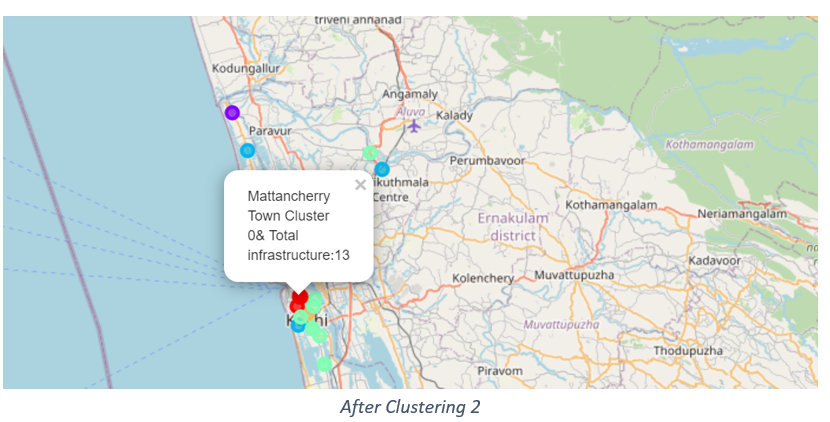 triveni annanad
Kodungallur
Angamaly
Aluva
Kalady
Paravur
Perumbavoor
Kothamangalam
ikuthmala
Centre
Mattancherry
Town Cluster
0& Total
infrastructure:13
×
Ernakulam
district
Kothamangalam
Neriamangalam
Kadavoor
Kolenchery
Muvattupuzha
Muvattupuzha
Thodupuzha
Piravom
After Clustering 2